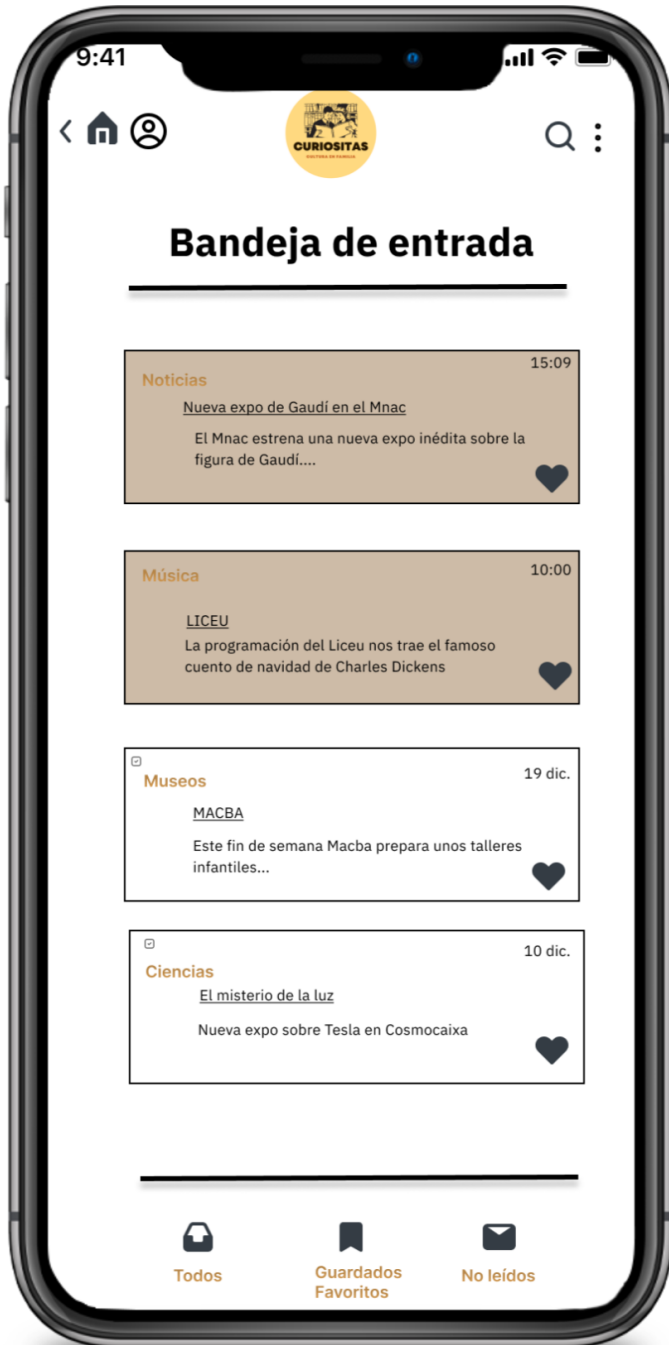 9:41
CURIOSITAS
CULTURA EN FAMILIA
Bandeja de entrada
15:09
Noticias
Nueva expo de Gaudí en el Mnac
El Mnac estrena una nueva expo inédita sobre la
figura de Gaudí....
10:00
Música
LICEU
La programación del Liceu nos trae el famoso
cuento de navidad de Charles Dickens
19 dic.
Museos
MACBA
Este fin de semana Macba prepara unos talleres
infantiles...
10 dic.
Ciencias
El misterio de la luz
Nueva expo sobre Tesla en Cosmocaixa
Todos
Guardados
Favoritos
No leídos